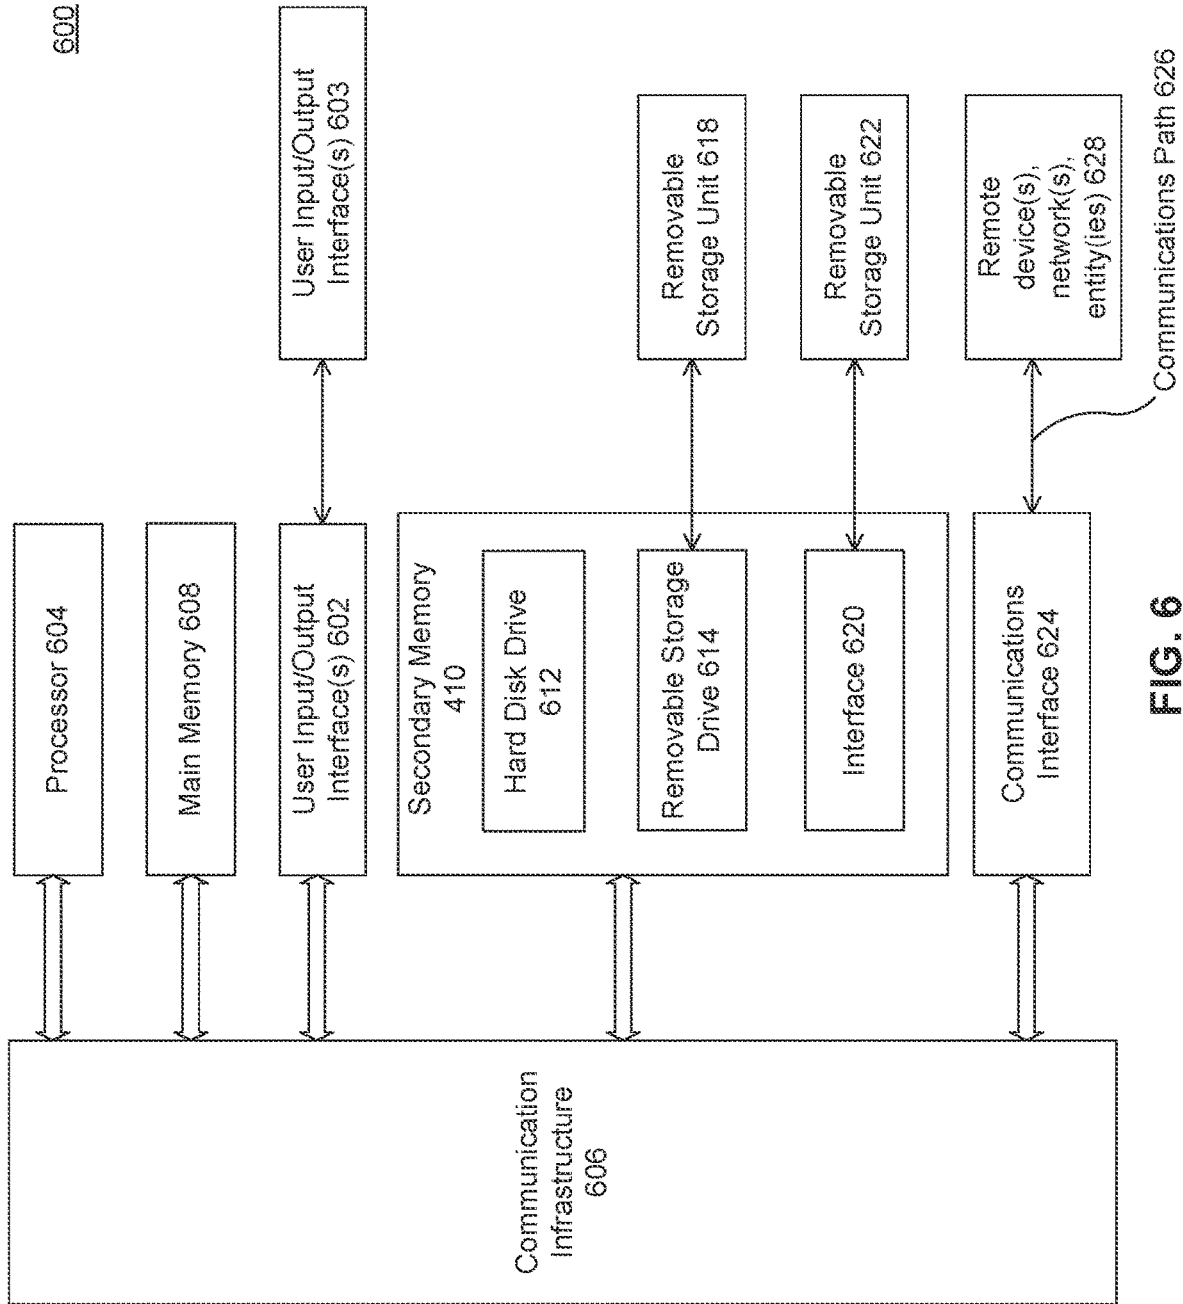 600
Processor 604
Main Memory 608
User Input/Output
Interface(s) 602
User Input/Output
Interface(s) 603
Communication
Infrastructure
606
Secondary Memory
410
Hard Disk Drive
612
Removable Storage
Drive 614
Removable
Storage Unit 618
Interface 620
Removable
Storage Unit 622
Communications
Interface 624
Remote
device(s),
network(s),
entity(ies) 628
Communications Path 626
FIG. 6